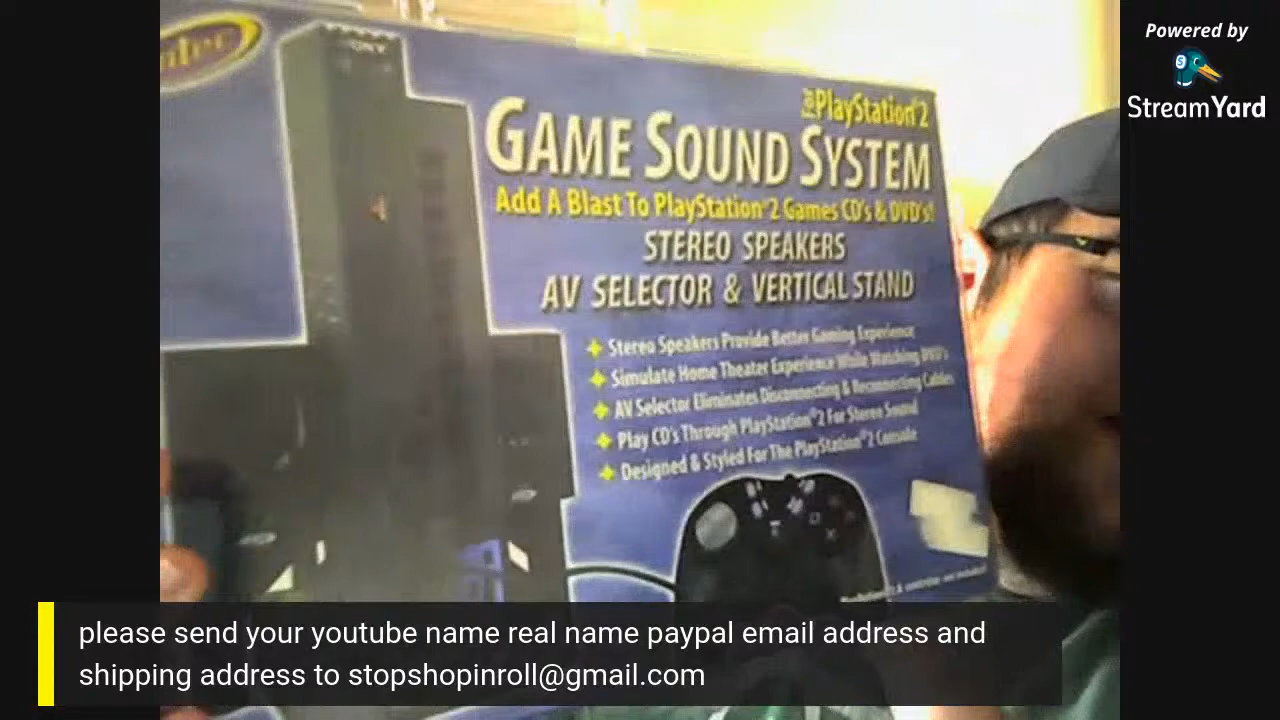 Powered by
StreamYard
for PlayStation®2
GAME SOUND SYSTEM
Add A Blast To PlayStation®2 Games CD's & DVD's!
STEREO SPEAKERS
AV SELECTOR & VERTICAL STAND
Stereo Speakers Provide Better Gaming Experience
Simulate Home Theater Experience While Watching DVD's
AV Selector Eliminates Disconnecting & Reconnecting Cables
Play CD's Through PlayStation®2 For Stereo Sound
Designed & Styled For The PlayStation®2 Console
please send your youtube name real name paypal email address and
shipping address to stopshopinroll@gmail.com